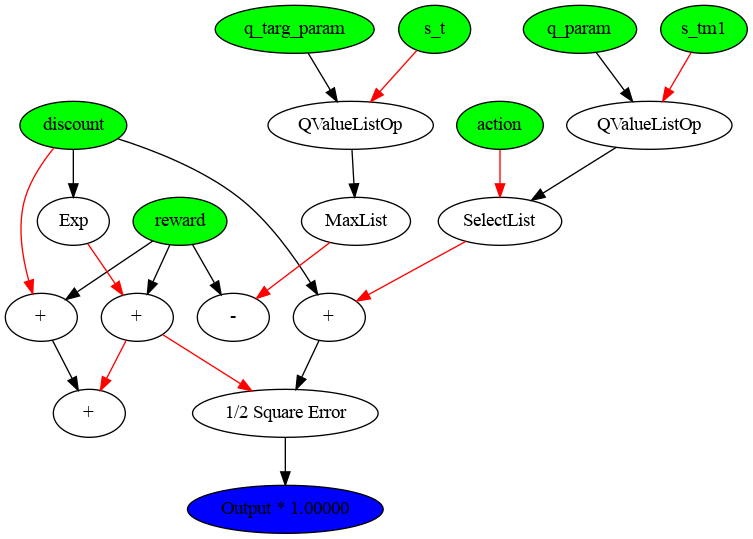 q_targ_param
s_t
q_param
s_tm1
discount
QValueListOp
action
QValueListOp
Exp
reward
MaxList
SelectList
+
+
-
+
+
1/2 Square Error
Output * 1.00000